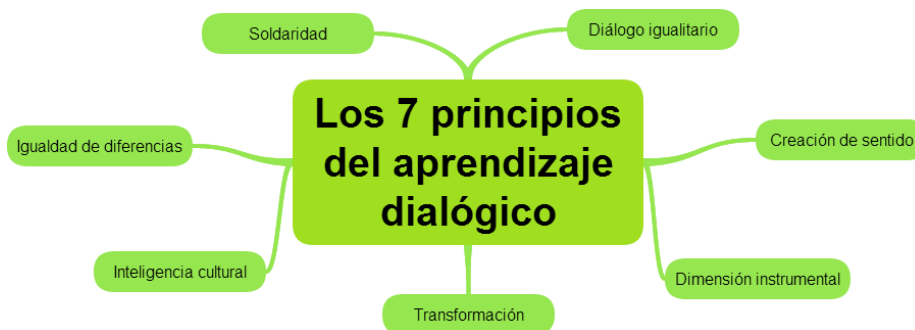 Soldaridad
Diálogo igualitario
Los 7 principios
del aprendizaje
dialógico
Igualdad de diferencias
Creación de sentido
Inteligencia cultural
Dimensión instrumental
Transformación